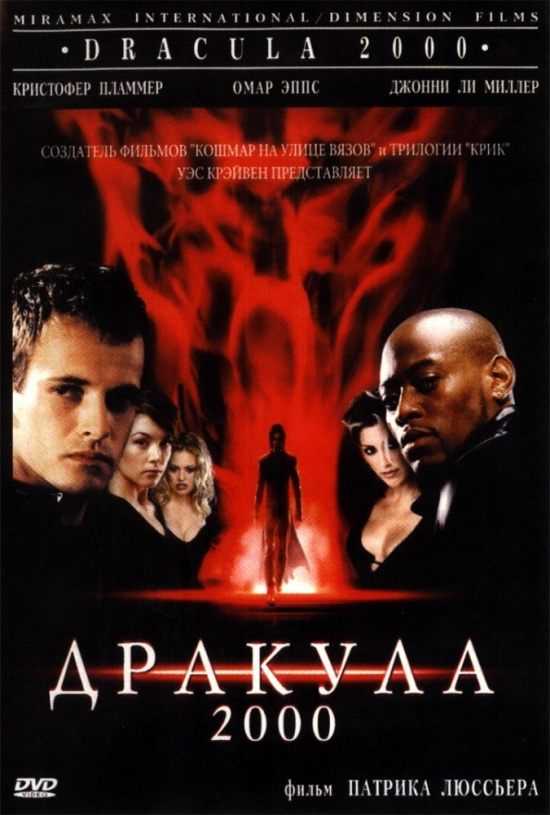 MIRAMAX INTERNATIONAL/DIMENSION FILMS
•DRACULA 2000•
КРИСТОФЕР ПЛАММЕР ОМАР ЭППС ДЖОННИ ЛИ МИЛЛЕР
СОЗДАТЕЛЬ ФИЛЬМОВ "КОШМАР НА УЛИЦЕ ВЯЗОВ" и ТРИЛОГИИ "КРИК"
УЭС КРЭЙВЕН ПРЕДСТАВЛЯЕТ
ДРАКУЛА
2000
DVD
VIDEO
фильм ПАТРИКА ЛЮССЬЕРА